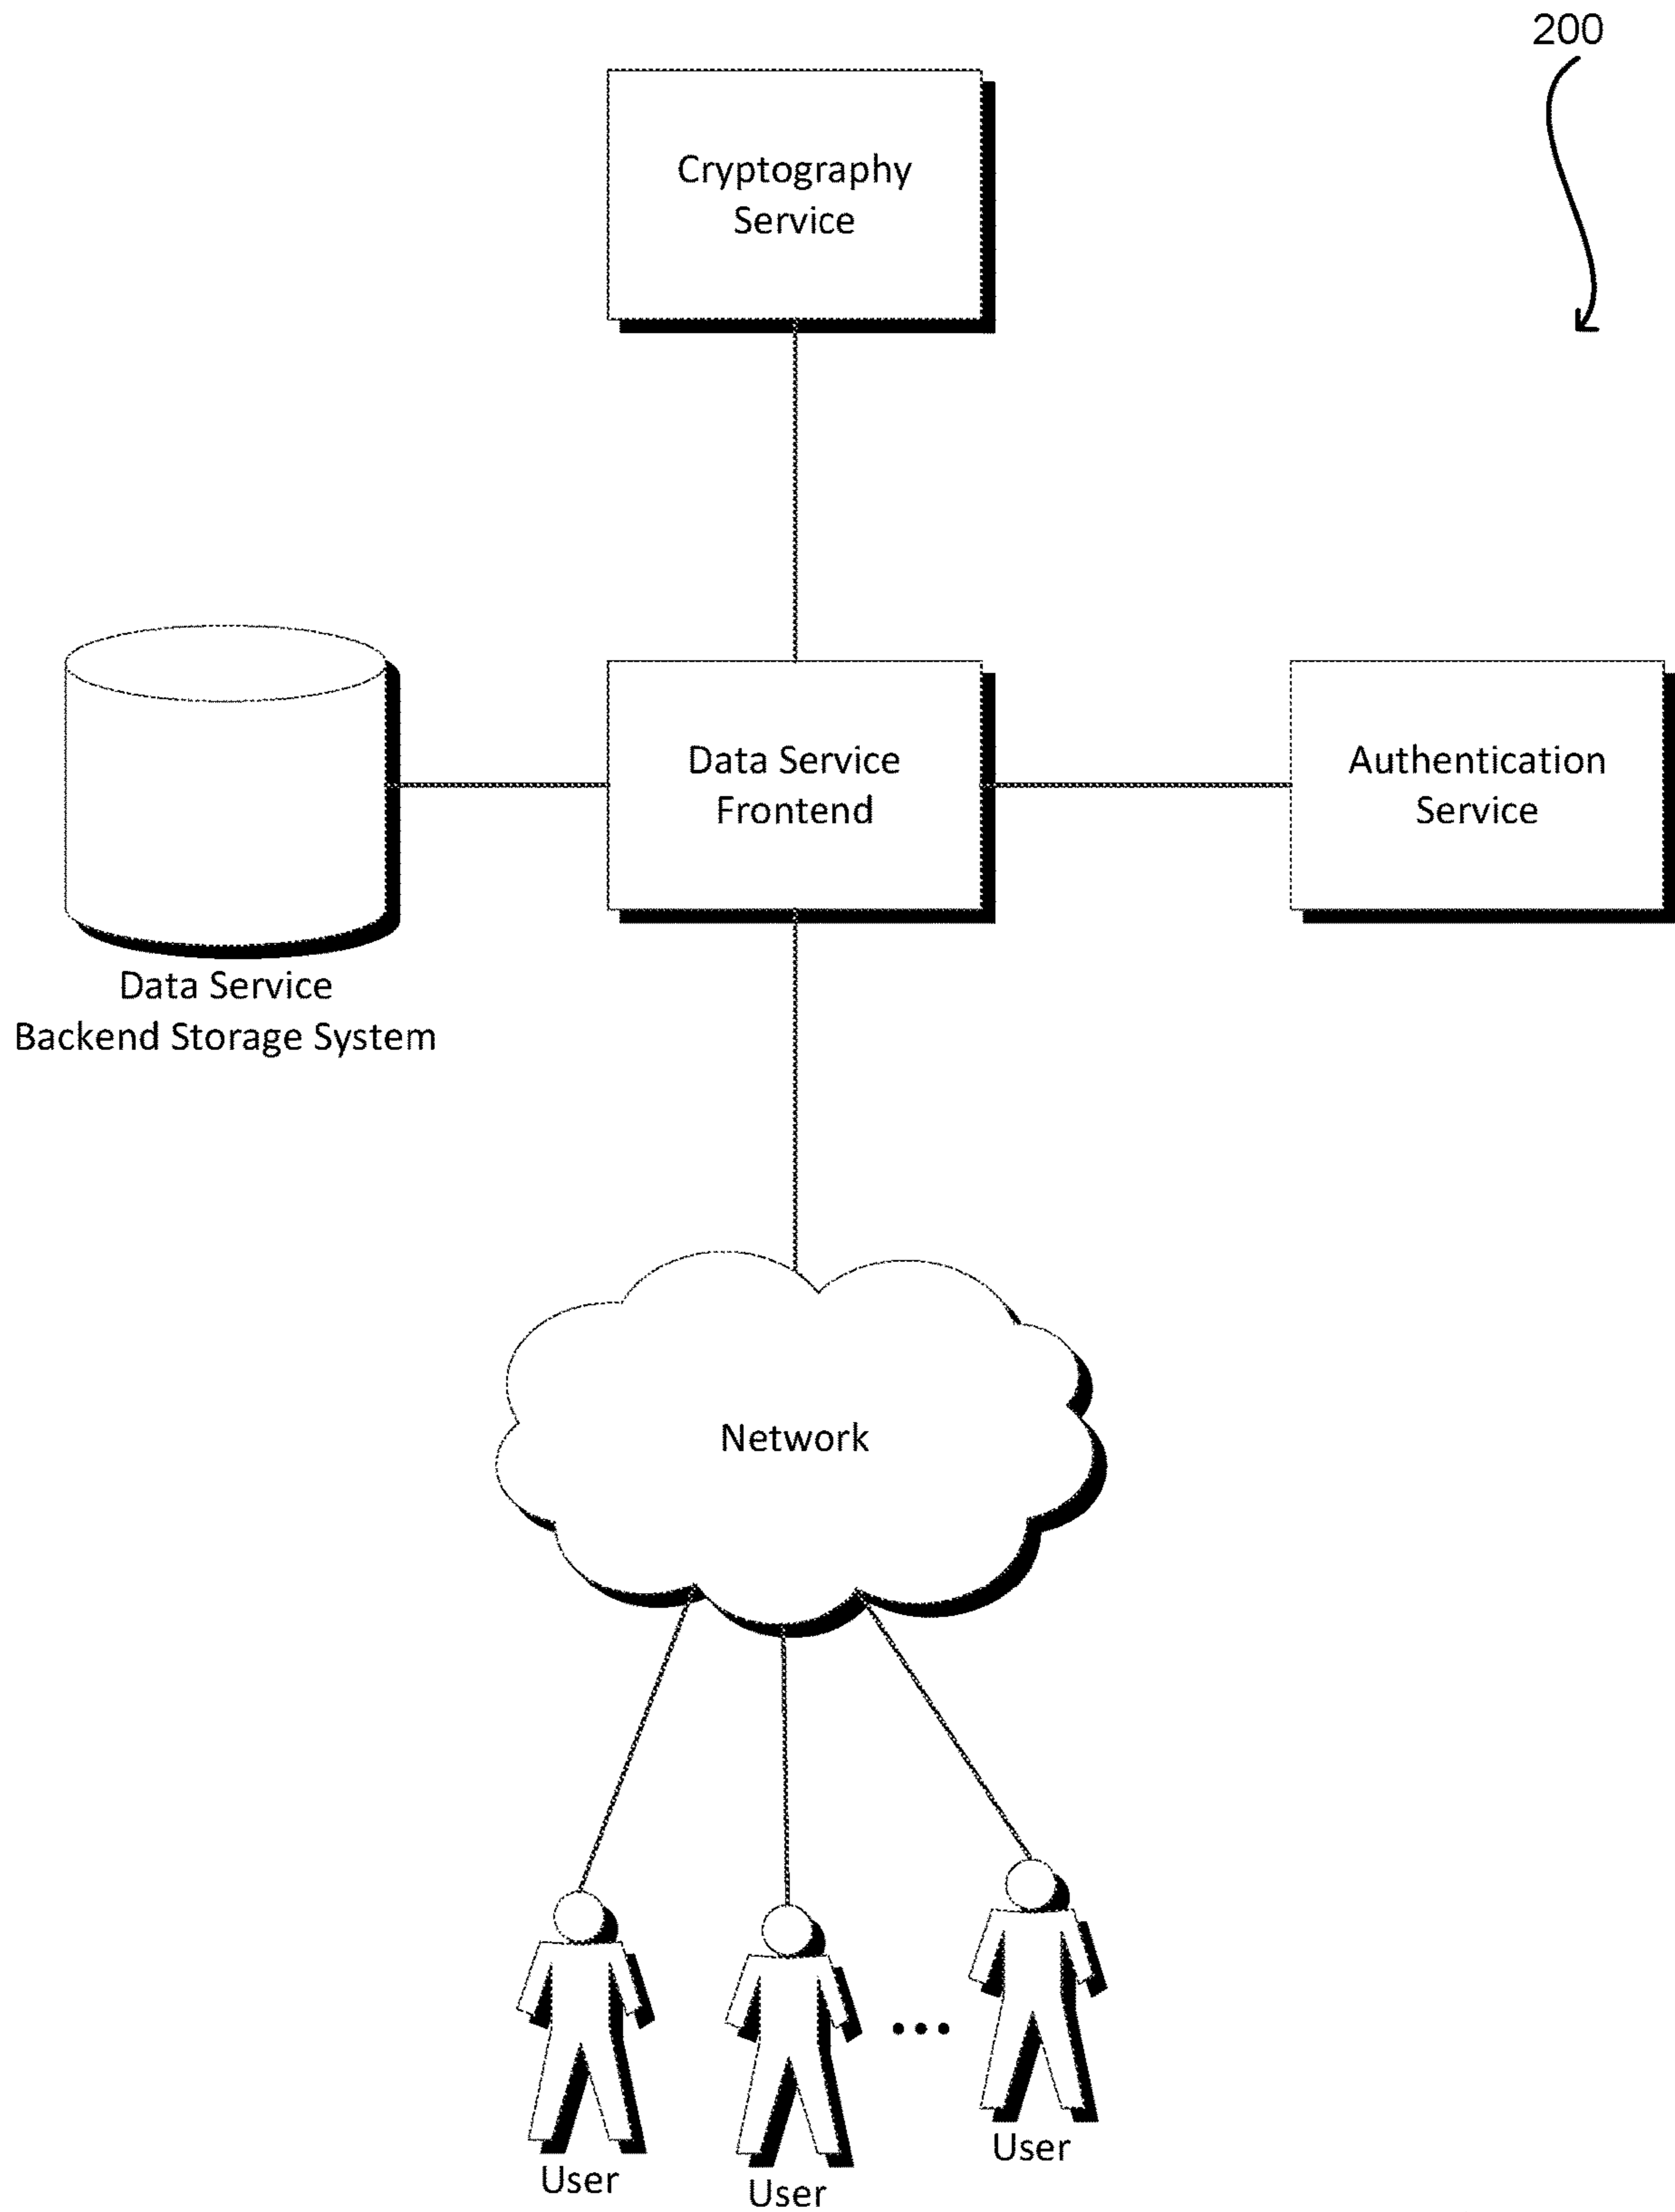 200
Cryptography
Service
Data Service
Frontend
Authentication
Service
Data Service
Backend Storage System
Network
...
User
User
User